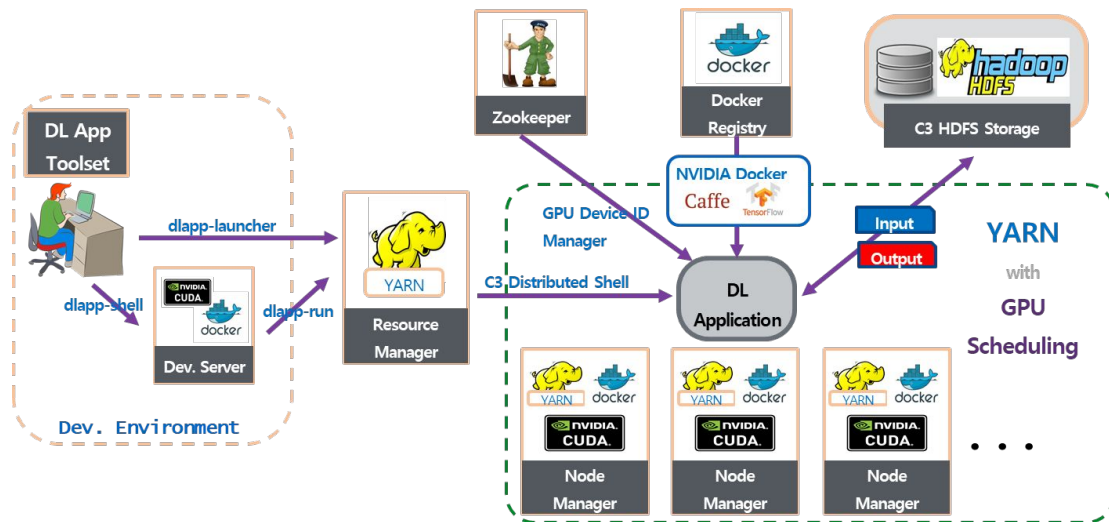 DL App
Toolset
dlapp-launcher
dlapp-shell
dlapp-run
NVIDIA.
CUDA.
docker
Dev. Server
Dev. Environment
YARN
Resource
Manager
Zookeeper
docker
Docker
Registry
NVIDIA Docker
Caffe
TensorFlow
hadoop
HDFS
C3 HDFS Storage
GPU Device ID
Manager
C3 Distributed Shell
DL
Application
Input
Output
YARN
with
GPU
Scheduling
YARN
docker
NVIDIA.
CUDA.
Node
Manager
YARN
docker
NVIDIA.
CUDA.
Node
Manager
YARN
docker
NVIDIA.
CUDA.
Node
Manager
. . .